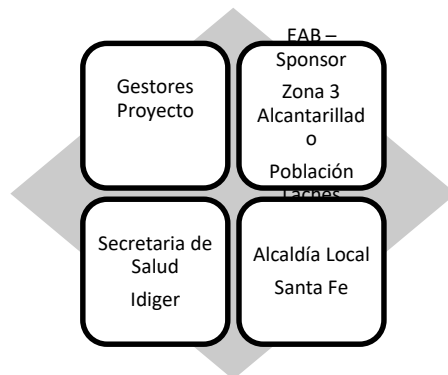 Gestores
Proyecto
EAB –
Sponsor
Zona 3
Alcantarillad
o
Población
Laches
Secretaria de
Salud
Idiger
Alcaldía Local
Santa Fe